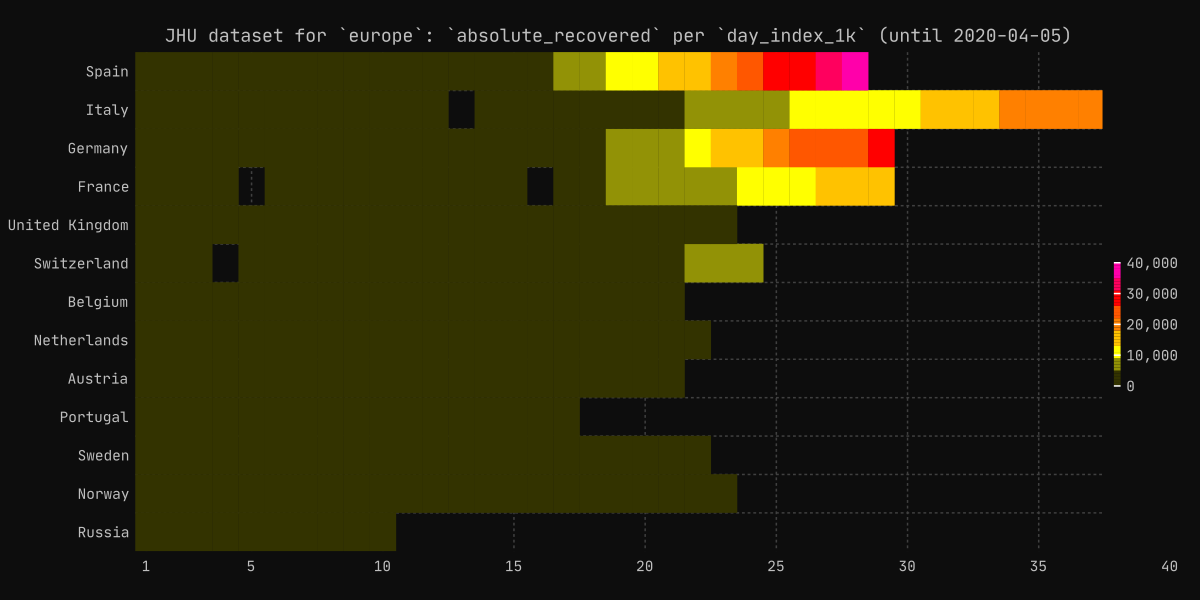 JHU dataset for `europe`: `absolute_recovered` per `day_index_1k` (until 2020-04-05)
Spain
Italy
Germany
France
United Kingdom
Switzerland
Belgium
Netherlands
Austria
Portugal
Sweden
Norway
Russia
40,000
30,000
20,000
10,000
0
1 5 10 15 20 25 30 35 40